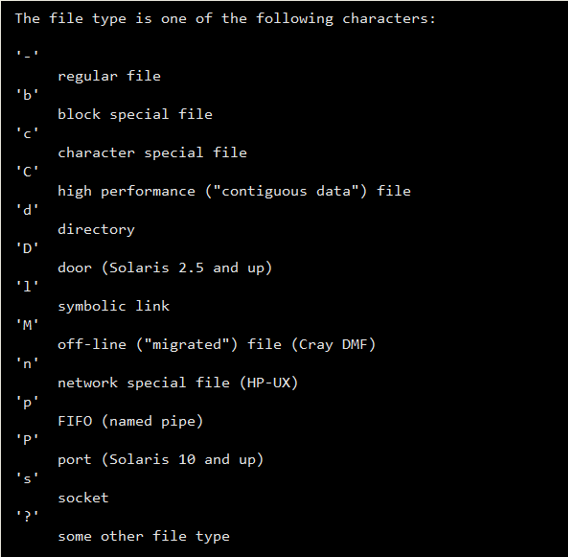 The file type is one of the following characters:
'-'
regular file
'b'
block special file
'c'
character special file
'C'
high performance ("contiguous data") file
'd'
directory
'D'
door (Solaris 2.5 and up)
'l'
symbolic link
'M'
off-line ("migrated") file (Cray DMF)
'n'
network special file (HP-UX)
'p'
FIFO (named pipe)
'P'
port (Solaris 10 and up)
's'
socket
'?'
some other file type